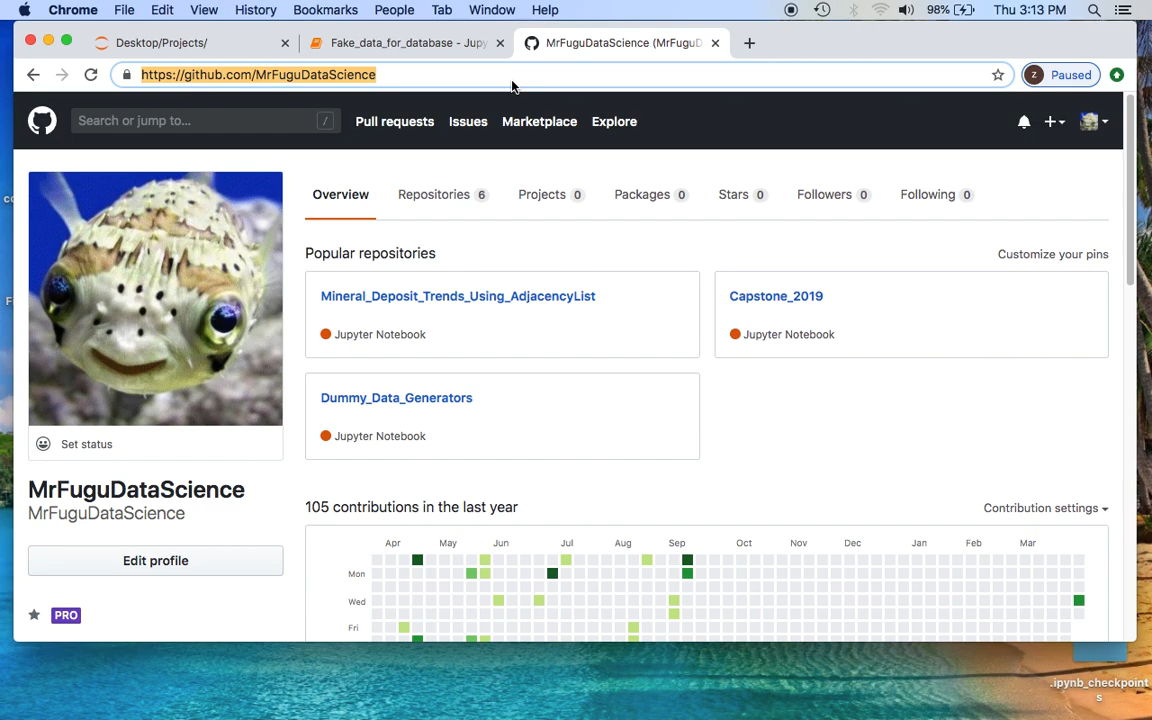 Chrome File Edit View History Bookmarks People Tab Window Help 98% Thu 3:13 PM
Desktop/Projects/ Fake_data_for_database - Jupy MrFuguDataScience (MrFuguD
https://github.com/MrFuguDataScience z Paused
Search or jump to... / Pull requests Issues Marketplace Explore
Overview Repositories 6 Projects 0 Packages 0 Stars 0 Followers 0 Following 0
Popular repositories Customize your pins
Mineral_Deposit_Trends_Using_AdjacencyList Capstone_2019
Jupyter Notebook Jupyter Notebook
Dummy_Data_Generators
Jupyter Notebook
Set status
MrFuguDataScience
MrFuguDataScience
Edit profile
PRO
105 contributions in the last year Contribution settings
Apr May Jun Jul Aug Sep Oct Nov Dec Jan Feb Mar
Mon
Wed
Fri
.ipynb_checkpoint
s